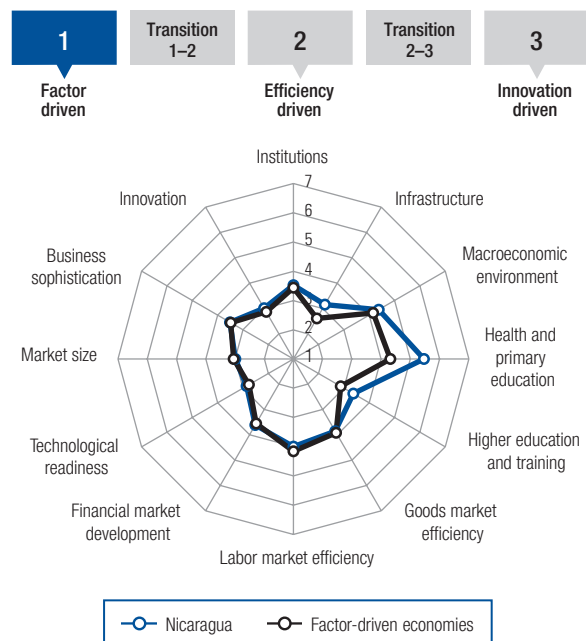 1
Transition
1–2
2
Transition
2–3
3
Factor
driven
Efficiency
driven
Innovation
driven
Institutions
Infrastructure
Macroeconomic
environment
Health and
primary
education
Higher education
and training
Goods market
efficiency
Labor market efficiency
Financial market
development
Technological
readiness
Market size
Business
sophistication
Innovation
7
6
5
4
3
2
1
Nicaragua
Factor-driven economies